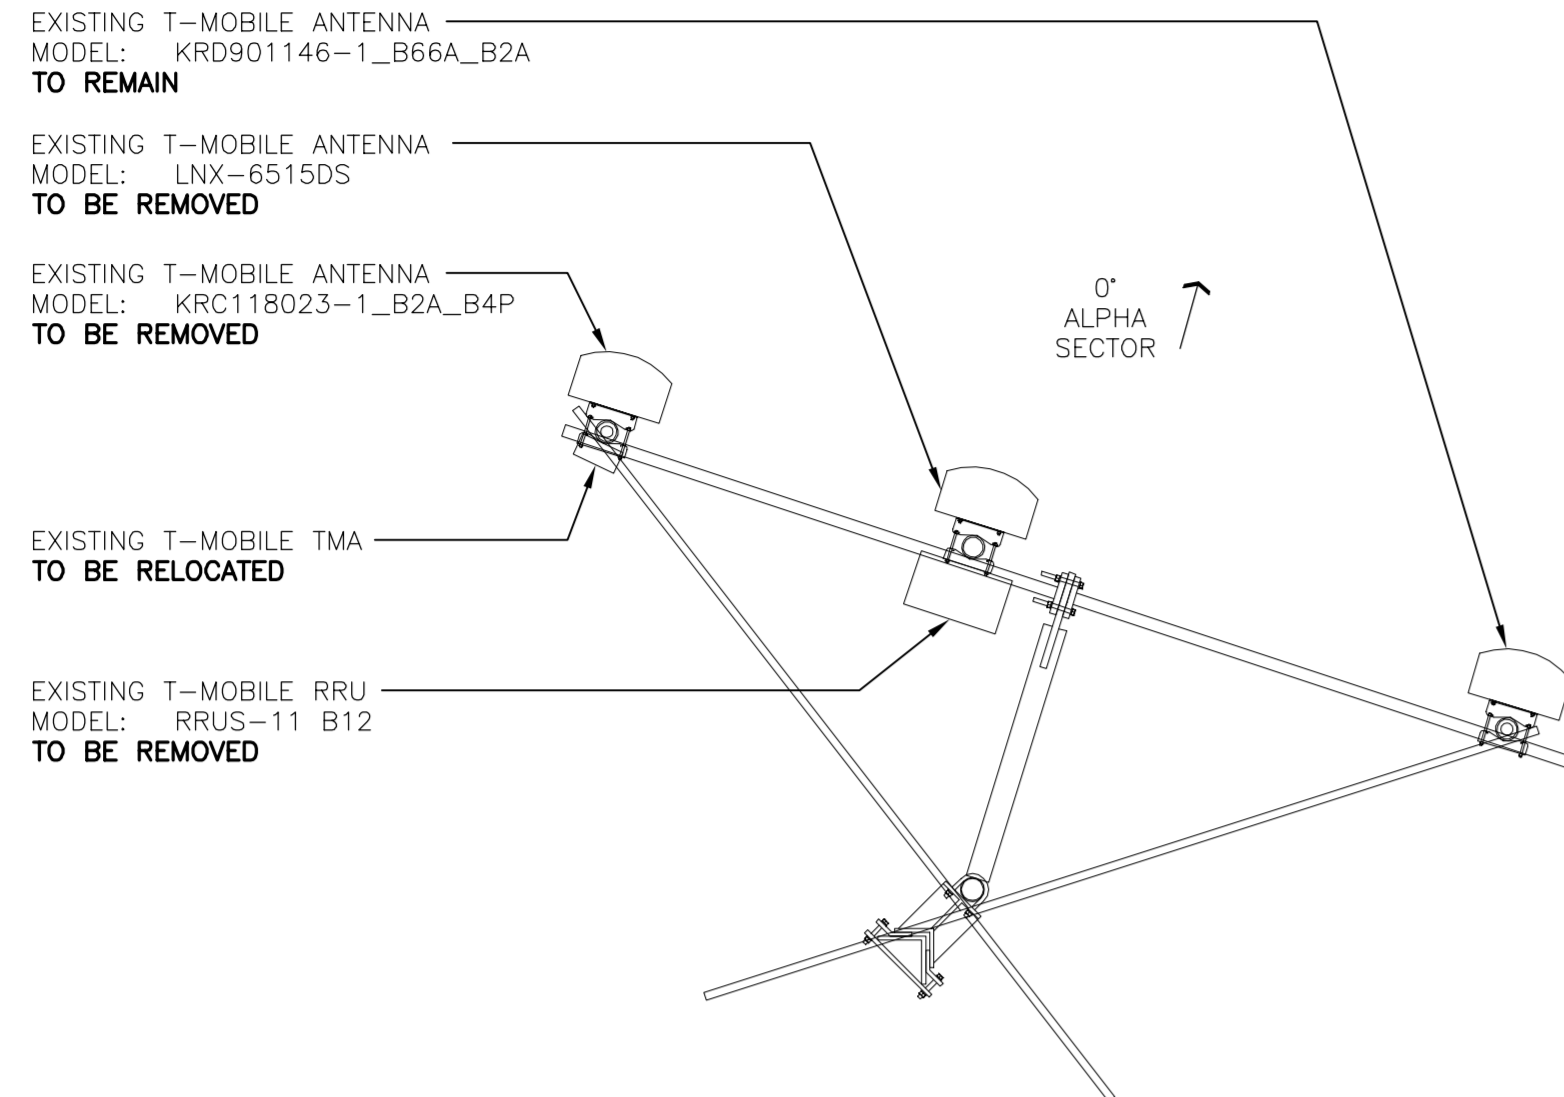 EXISTING T-MOBILE ANTENNA
MODEL: KRD901146-1_B66A_B2A
TO REMAIN
EXISTING T-MOBILE ANTENNA
MODEL: LNX-6515DS
TO BE REMOVED
EXISTING T-MOBILE ANTENNA
MODEL: KRC118023-1_B2A_B4P
TO BE REMOVED
0°
ALPHA
SECTOR
EXISTING T-MOBILE TMA
TO BE RELOCATED
EXISTING T-MOBILE RRU
MODEL: RRUS-11 B12
TO BE REMOVED